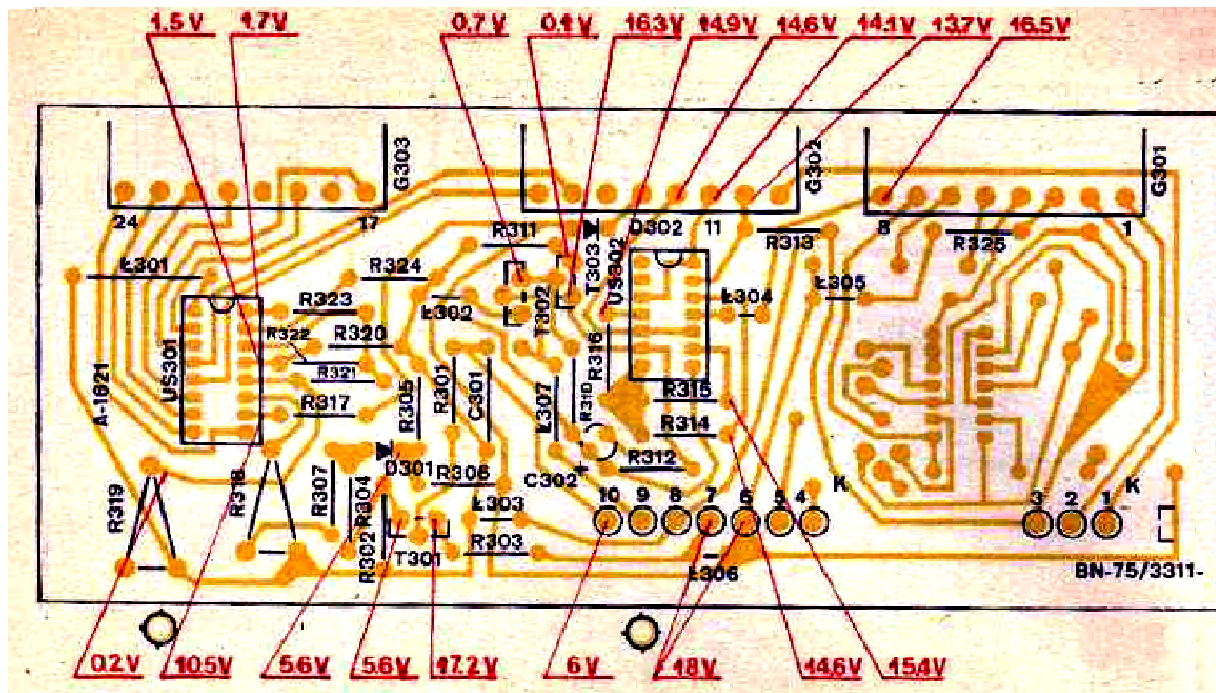 1.5V 1.7V 0.7V 0.1V 16.3V 14.9V 14.6V 14.1V 13.7V 16.5V
G303 G302 G301
24 17 D302 11 8 1
R311 R313 R325
Ł301 R324 T303 US302
R323 Ł302 T302 Ł304 Ł305
R322 R320
R321 R316
A-1621 US301 R317 R305 R301 C301 Ł307 R310 R315
R314
D301 R306 C302 + R312
R319 R318 R307 R304 Ł303 10 9 8 7 6 5 4 K 3 2 1 K
R302 T301 R303 Ł306 BN-75/3311-
0.2V 10.5V 5.6V 5.6V 17.2V 6V 18V 14.6V 15.4V